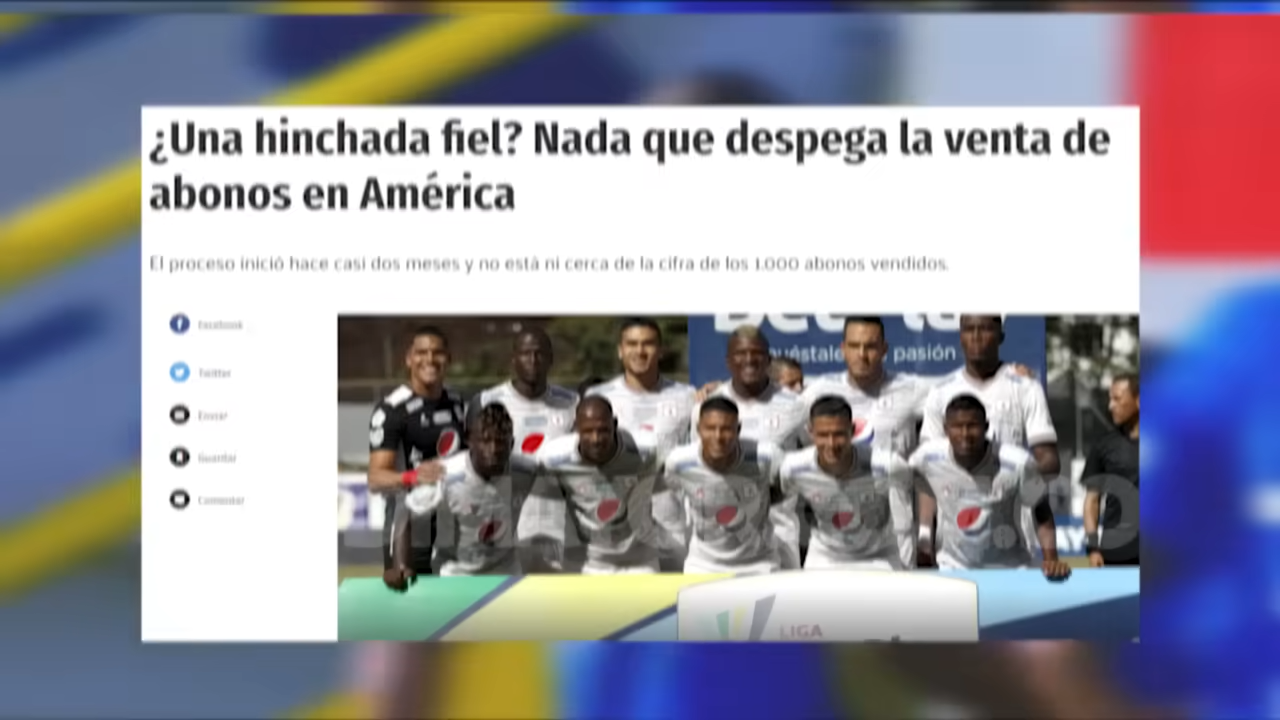 ¿Una hinchada fiel? Nada que despega la venta de
abonos en América
El proceso inició hace casi dos meses y no está ni cerca de la cifra de los 1.000 abonos vendidos.
Facebook
Twitter
Enviar
Guardar
Comentar
pasión
LIGA